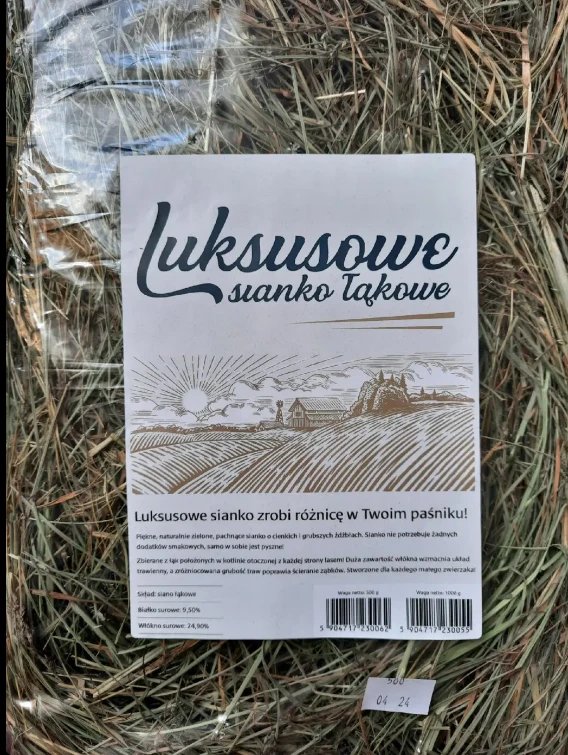 Luksusowe
sianko łąkowe
Luksusowe sianko zrobi różnicę w Twoim paśniku!
Piękne, naturalnie zielone, pachnące sianko o cienkich i grubszych źdźbłach. Sianko nie potrzebuje żadnych
dodatków smakowych, samo w sobie jest pyszne!
Zbierane z łąk położonych w kotlinie otoczonej z każdej strony lasem! Duża zawartość włókna wzmacnia układ
trawienny, a zróżnicowana grubość traw poprawia ścieranie ząbków. Stworzone dla każdego małego zwierzaka!
Skład: siano łąkowe
Białko surowe: 9,50%
Włókno surowe: 24,90%
Waga netto: 500 g
5 904717 230062
Waga netto: 1000 g
5 904717 230055
500
04 24